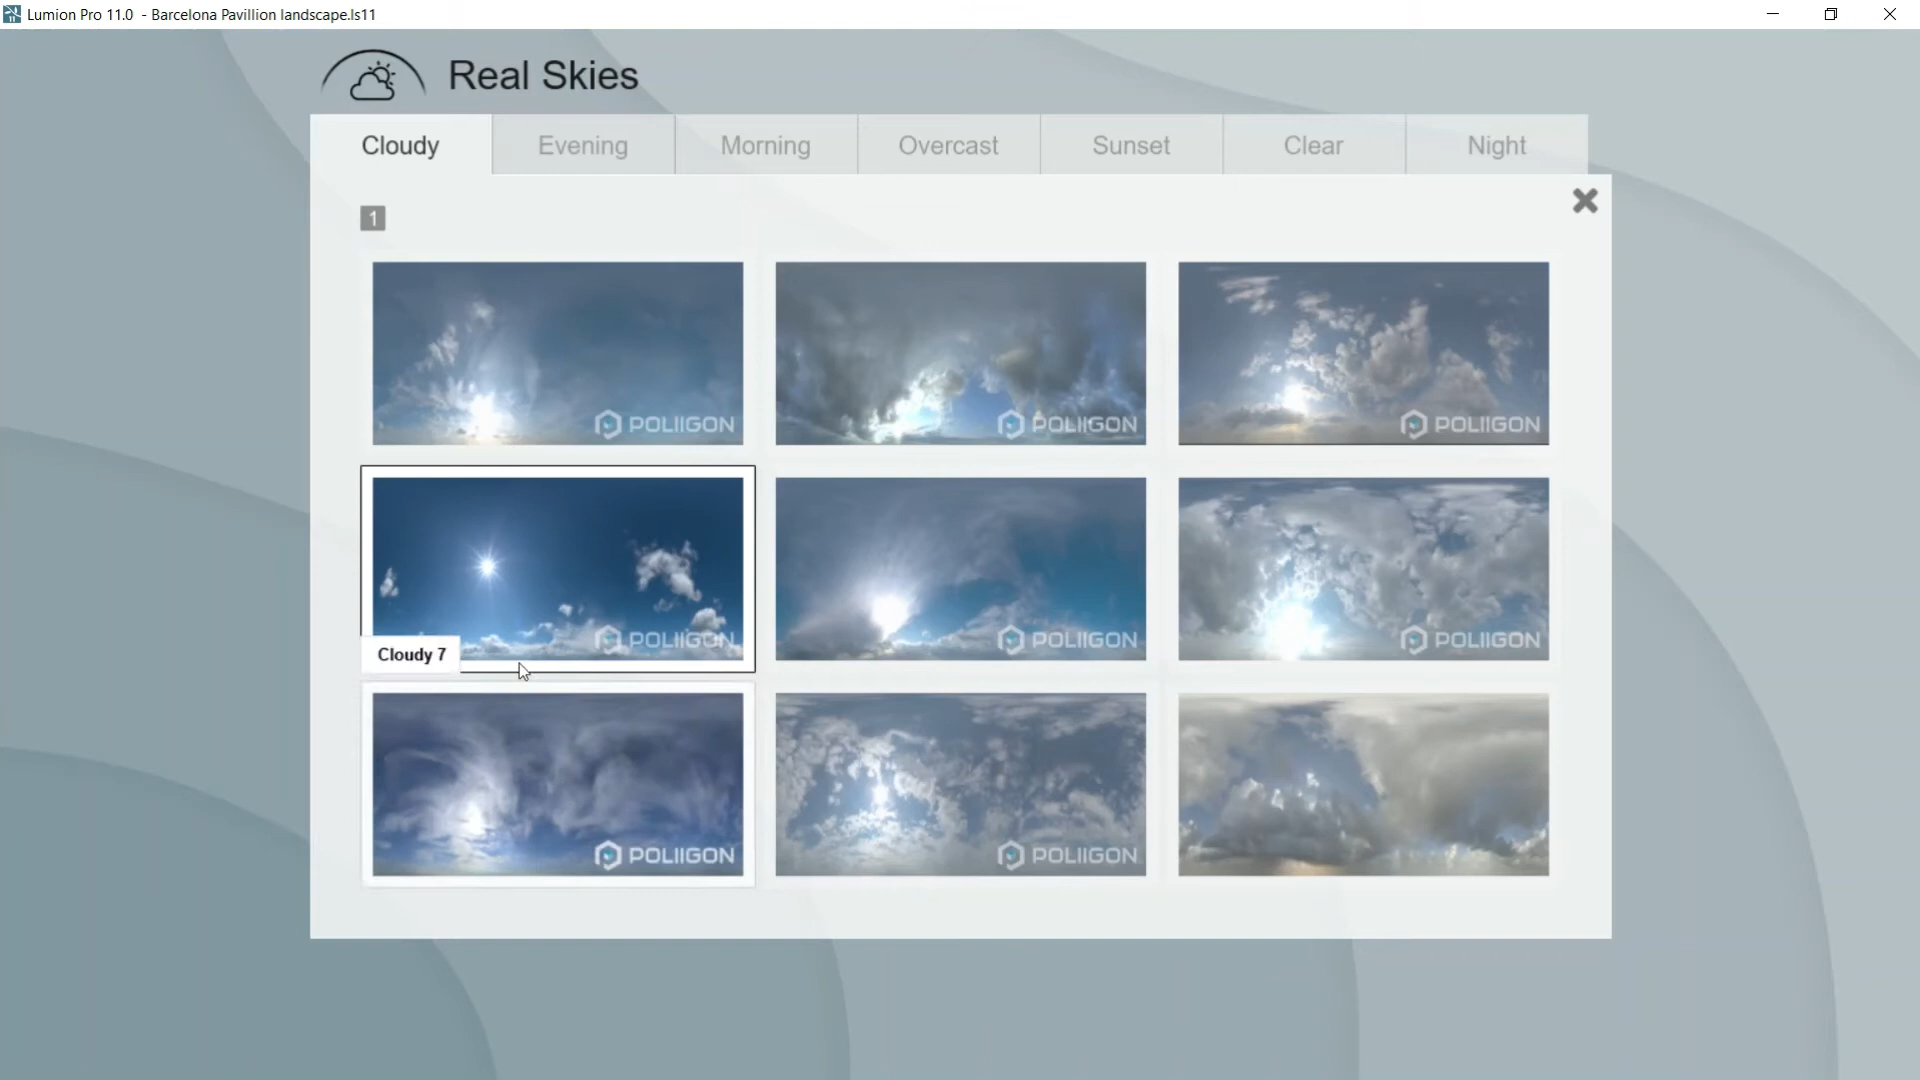 Lumion Pro 11.0 - Barcelona Pavillion landscape.ls11
Real Skies
Cloudy Evening Morning Overcast Sunset Clear Night
1
POLIIGON POLIIGON POLIIGON
POLIIGON POLIIGON POLIIGON
Cloudy 7
POLIIGON POLIIGON